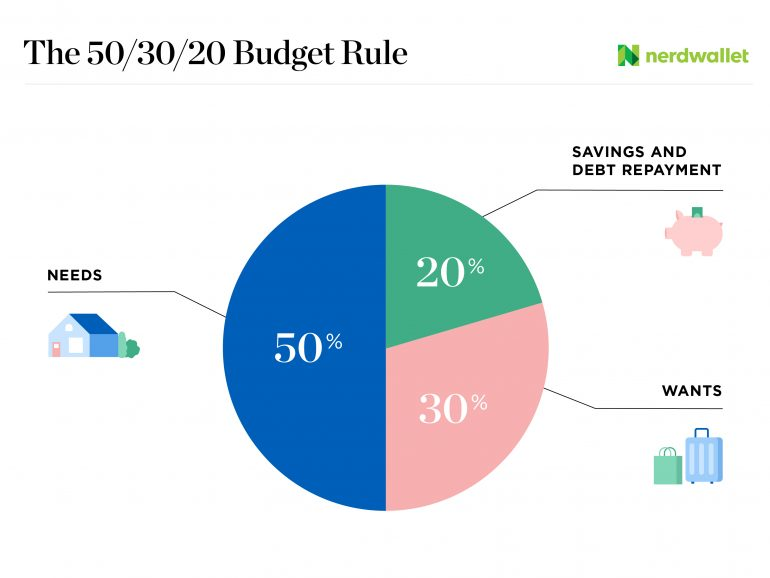 The 50/30/20 Budget Rule
nerdwallet
SAVINGS AND
DEBT REPAYMENT
20%
NEEDS
50%
30%
WANTS